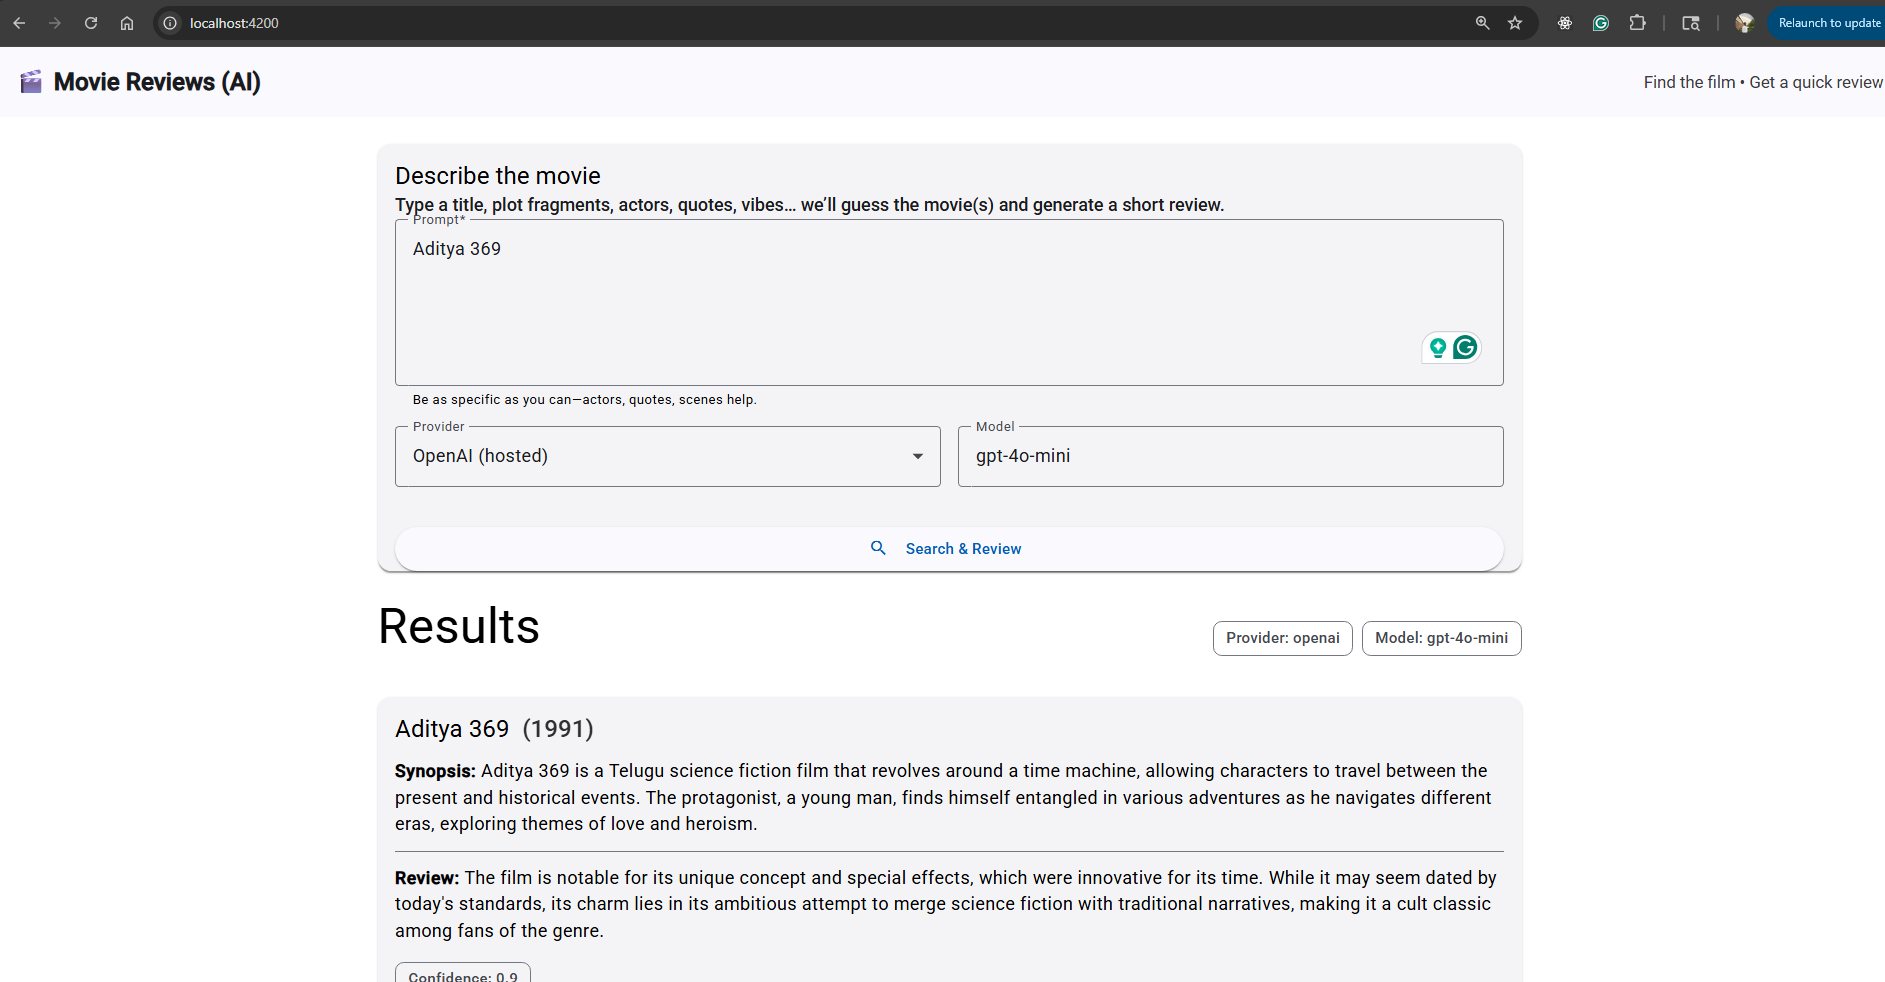 localhost:4200
Relaunch to update
Movie Reviews (AI)
Find the film • Get a quick review
Describe the movie
Type a title, plot fragments, actors, quotes, vibes… we’ll guess the movie(s) and generate a short review.
Prompt*
Aditya 369
Be as specific as you can—actors, quotes, scenes help.
Provider
OpenAI (hosted)
Model
gpt-4o-mini
Search & Review
Results
Provider: openai
Model: gpt-4o-mini
Aditya 369 (1991)
Synopsis: Aditya 369 is a Telugu science fiction film that revolves around a time machine, allowing characters to travel between the
present and historical events. The protagonist, a young man, finds himself entangled in various adventures as he navigates different
eras, exploring themes of love and heroism.
Review: The film is notable for its unique concept and special effects, which were innovative for its time. While it may seem dated by
today's standards, its charm lies in its ambitious attempt to merge science fiction with traditional narratives, making it a cult classic
among fans of the genre.
Confidence: 0.9